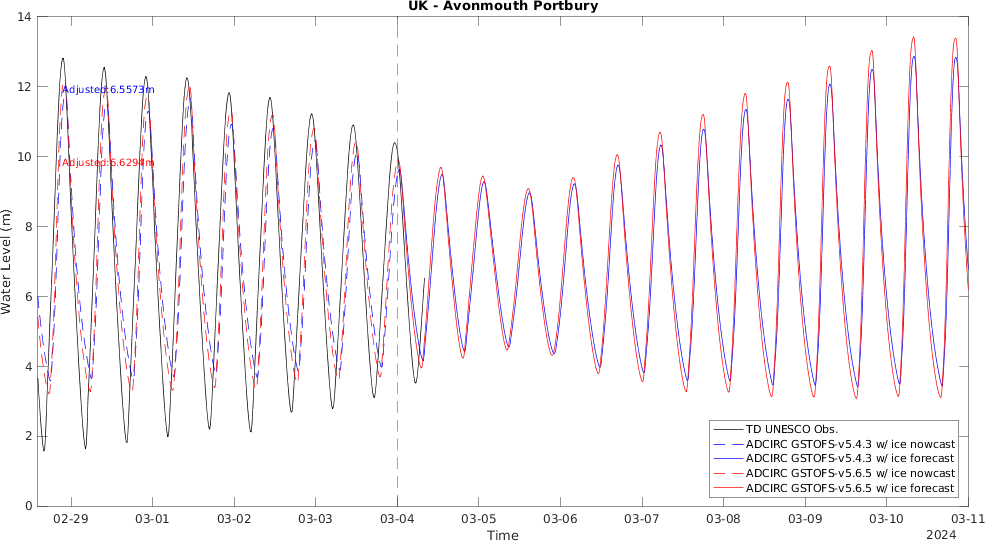 UK - Avonmouth Portbury
14
12
10
8
6
4
2
0
Water Level (m)
Adjusted:6.5573m
Adjusted:6.6294m
TD UNESCO Obs.
ADCIRC GSTOFS-v5.4.3 w/ ice nowcast
ADCIRC GSTOFS-v5.4.3 w/ ice forecast
ADCIRC GSTOFS-v5.6.5 w/ ice nowcast
ADCIRC GSTOFS-v5.6.5 w/ ice forecast
02-29 03-01 03-02 03-03 03-04 03-05 03-06 03-07 03-08 03-09 03-10 03-11
Time
2024